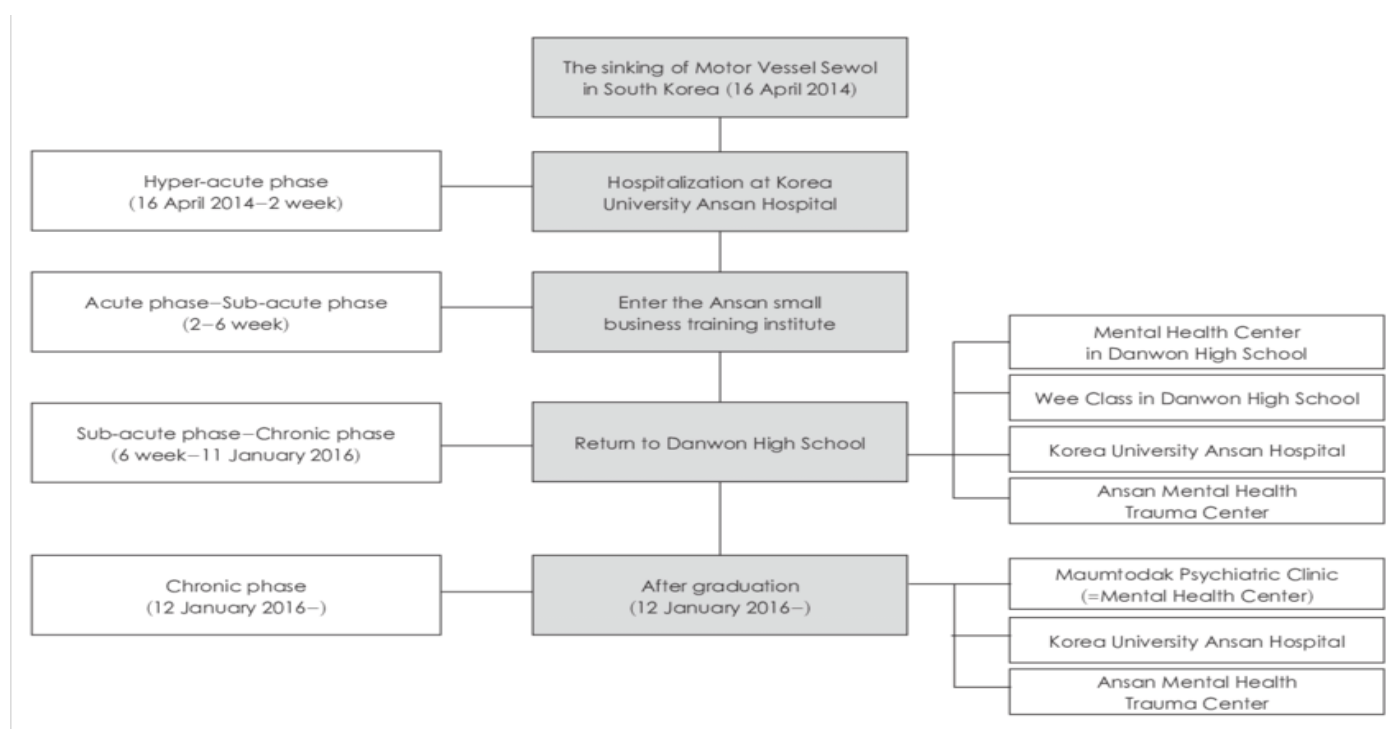 The sinking of Motor Vessel Sewol
in South Korea (16 April 2014)
Hyper-acute phase
(16 April 2014−2 week)
Hospitalization at Korea
University Ansan Hospital
Acute phase−Sub-acute phase
(2−6 week)
Enter the Ansan small
business training institute
Sub-acute phase−Chronic phase
(6 week−11 January 2016)
Return to Danwon High School
Mental Health Center
in Danwon High School
Wee Class in Danwon High School
Korea University Ansan Hospital
Ansan Mental Health
Trauma Center
Chronic phase
(12 January 2016−)
After graduation
(12 January 2016−)
Maumtodak Psychiatric Clinic
(=Mental Health Center)
Korea University Ansan Hospital
Ansan Mental Health
Trauma Center